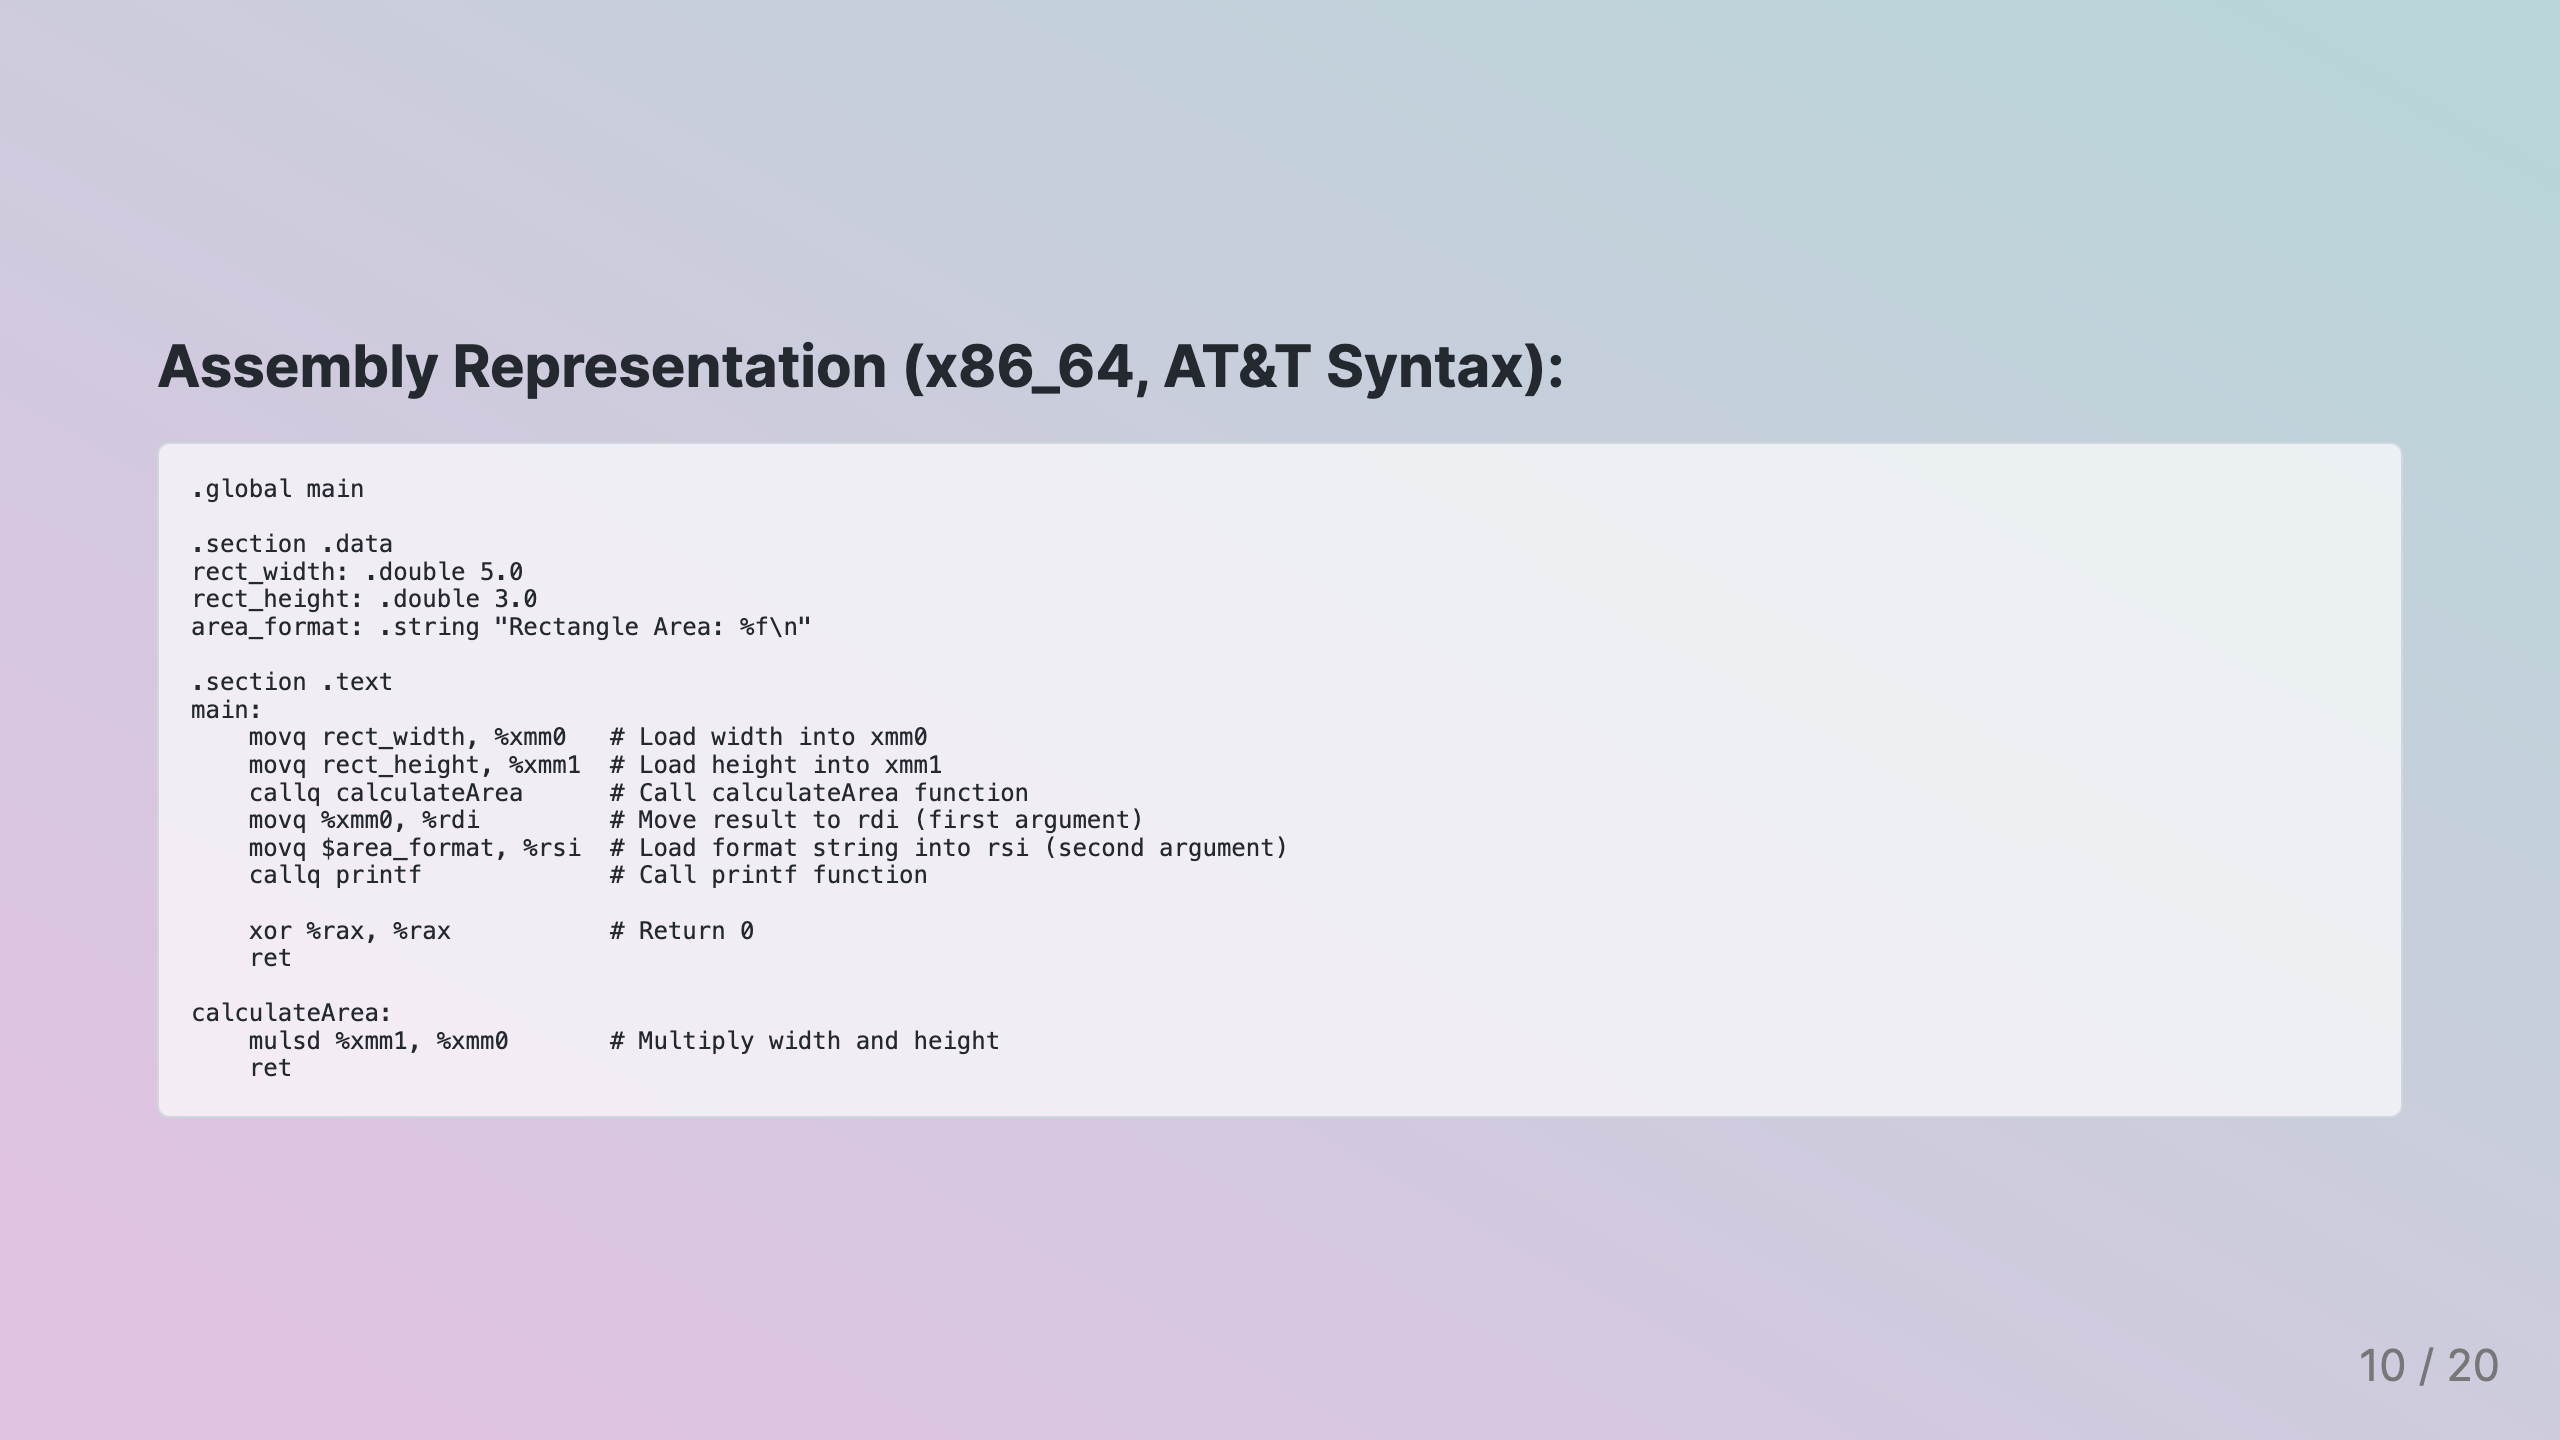 Assembly Representation (x86_64, AT&T Syntax):
.global main
.section .data
rect_width: .double 5.0
rect_height: .double 3.0
area_format: .string "Rectangle Area: %f\n"
.section .text
main:
    movq rect_width, %xmm0   # Load width into xmm0
    movq rect_height, %xmm1  # Load height into xmm1
    callq calculateArea      # Call calculateArea function
    movq %xmm0, %rdi         # Move result to rdi (first argument)
    movq $area_format, %rsi  # Load format string into rsi (second argument)
    callq printf             # Call printf function
    xor %rax, %rax           # Return 0
    ret
calculateArea:
    mulsd %xmm1, %xmm0       # Multiply width and height
    ret
10 / 20